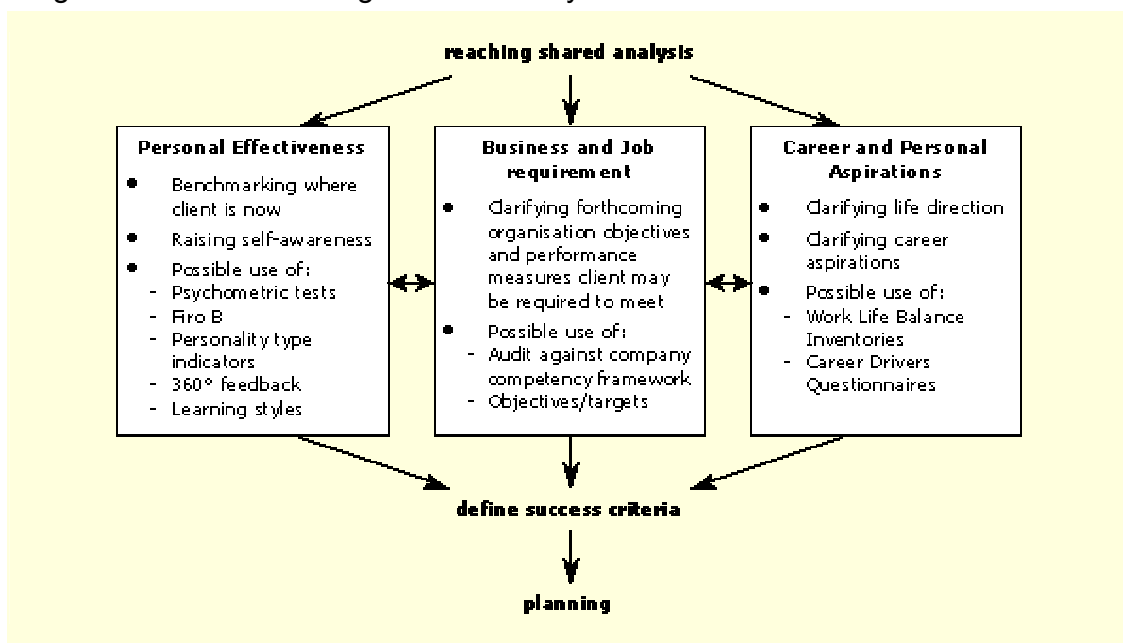 reaching shared analysis
Personal Effectiveness
● Benchmarking where
client is now
● Raising self-awareness
● Possible use of:
- Psychometric tests
- Firo B
- Personality type
indicators
- 360° feedback
- Learning styles
Business and Job
requirement
● Clarifying forthcoming
organisation objectives
and performance
measures client may
be required to meet
● Possible use of:
- Audit against company
competency framework
- Objectives/targets
Career and Personal
Aspirations
● Clarifying life direction
● Clarifying career
aspirations
● Possible use of:
- Work Life Balance
Inventories
- Career Drivers
Questionnaires
define success criteria
planning